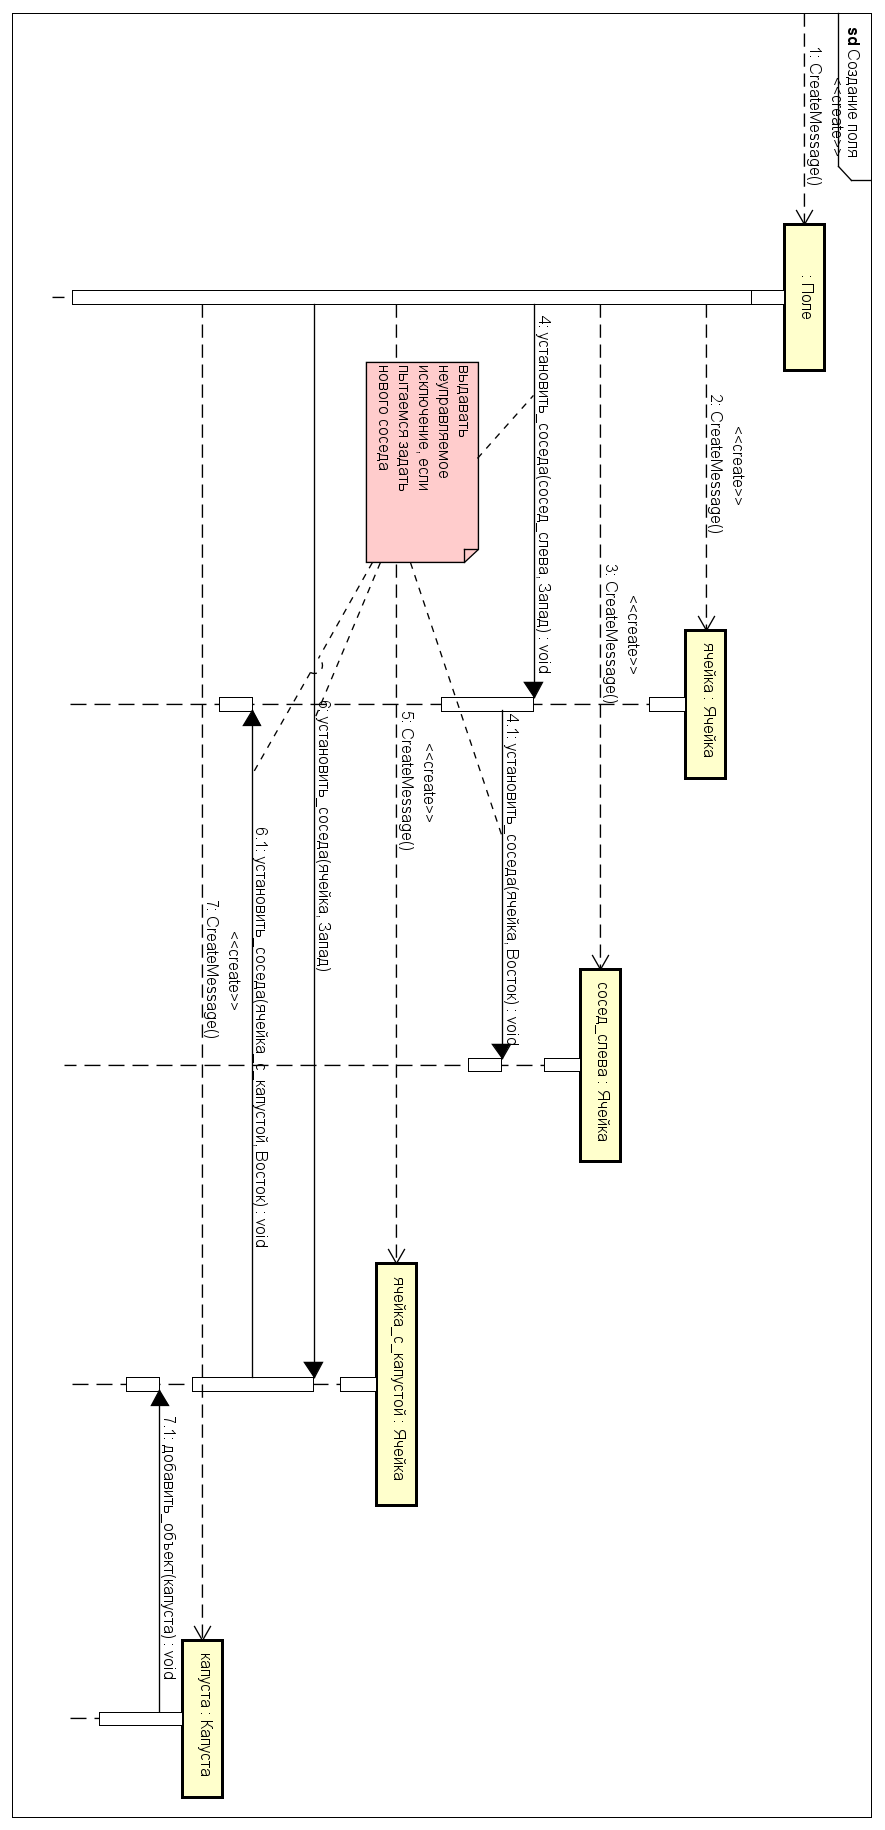 sd Создание поля
<<create>>
1: CreateMessage()
: Поле
<<create>>
2: CreateMessage()
ячейка : Ячейка
<<create>>
3: CreateMessage()
сосед_слева : Ячейка
4: установить_соседа(сосед_слева, Запад) : void
4.1: установить_соседа(ячейка, Восток) : void
выдавать
неуправляемое
исключение, если
пытаемся задать
нового соседа
<<create>>
5: CreateMessage()
ячейка_с_капустой : Ячейка
6: установить_соседа(ячейка, Запад)
6.1: установить_соседа(ячейка_с_капустой, Восток) : void
<<create>>
7: CreateMessage()
капуста : Капуста
7.1: добавить_объект(капуста) : void